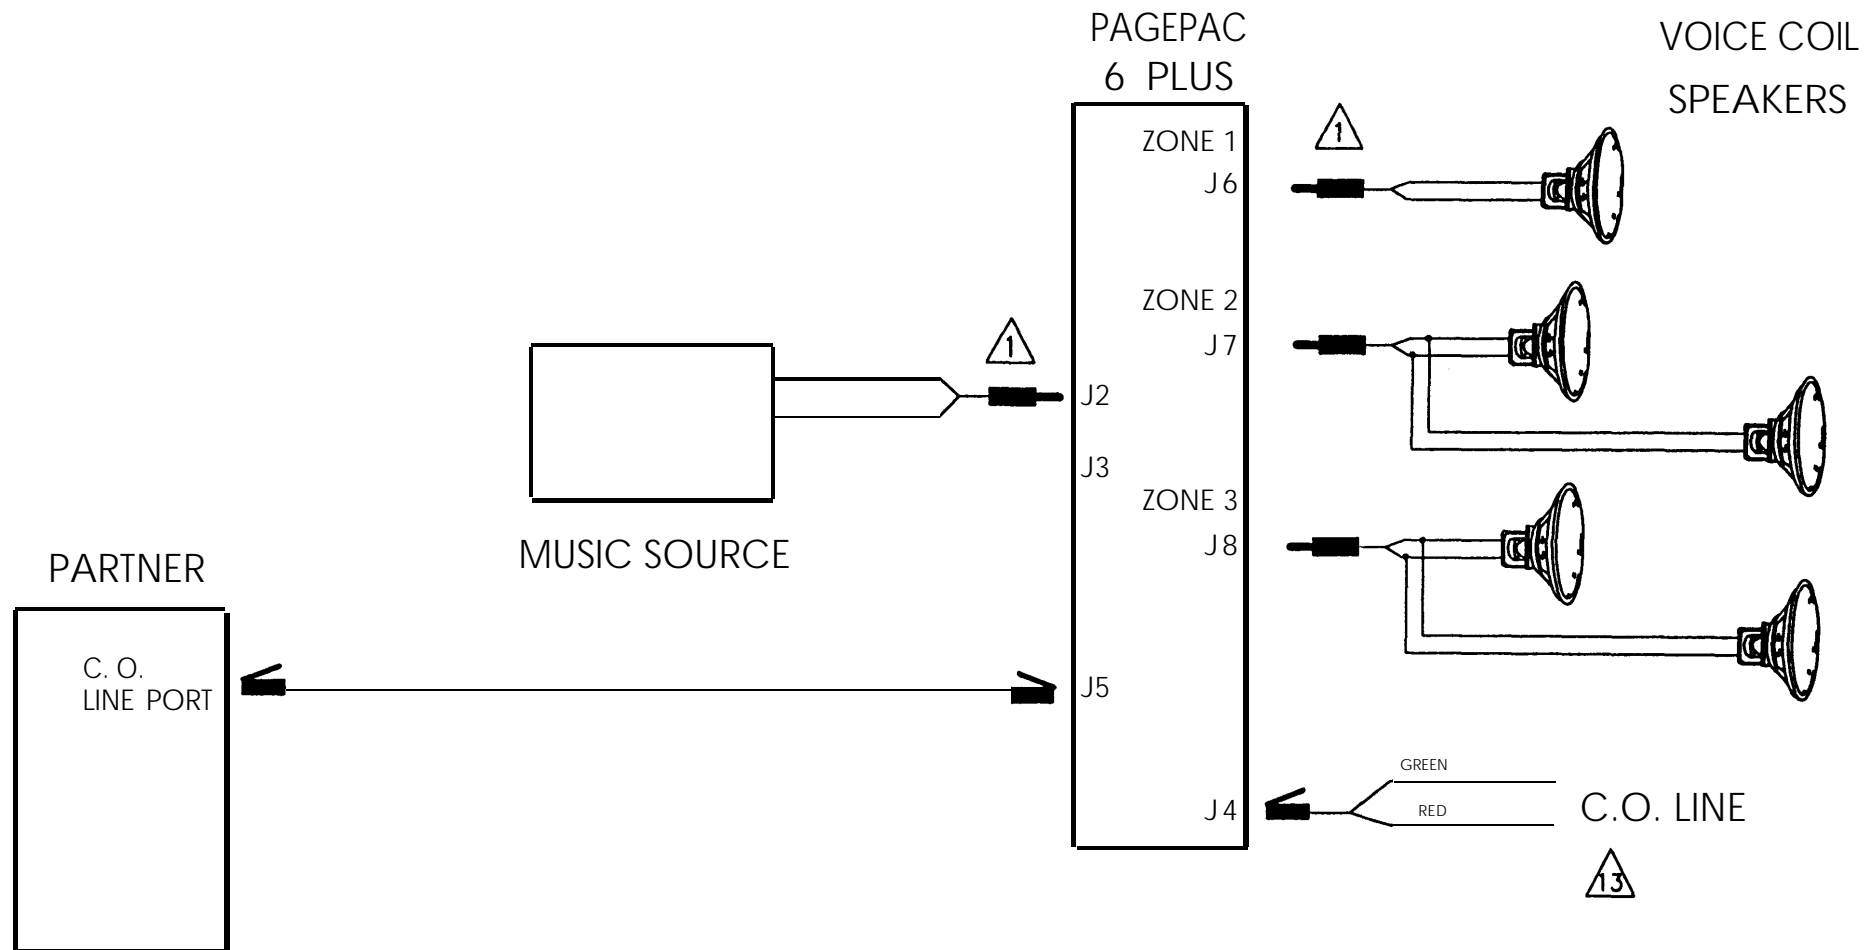 PAGEPAC
6 PLUS
VOICE COIL
SPEAKERS
ZONE 1
J6
1
ZONE 2
J7
1
J2
J3
ZONE 3
J8
MUSIC SOURCE
PARTNER
C. O.
LINE PORT
J5
GREEN
RED
J4
C.O. LINE
13